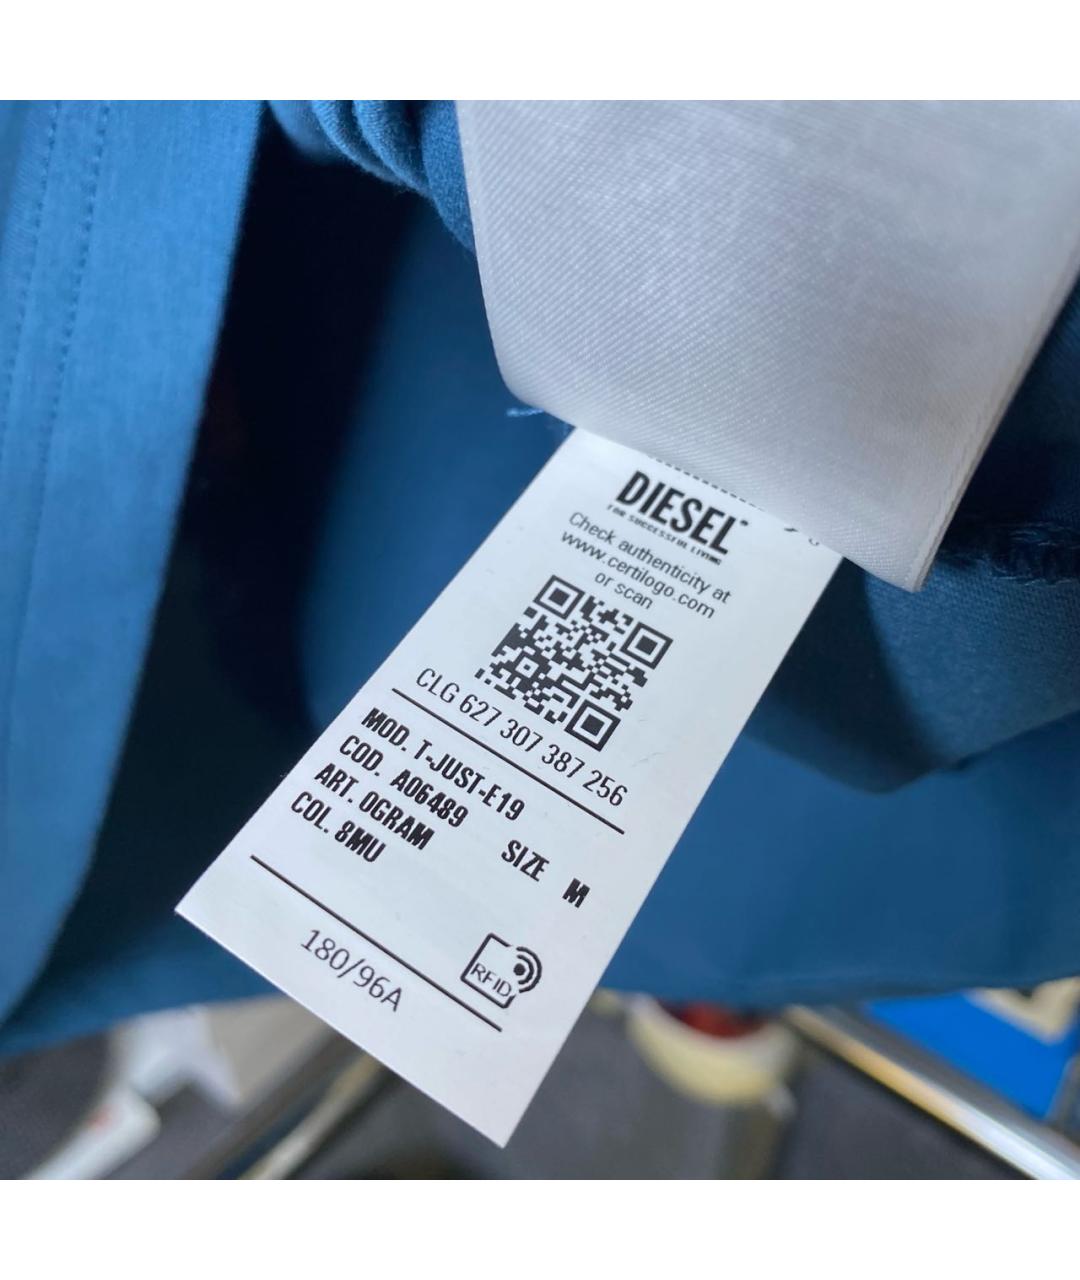 DIESEL
FOR SUCCESSFUL LIVING
Check authenticity at
www.certilogo.com
or scan
CLG 627 307 387 256
MOD. T-JUST-E19
COD. A06489
ART. 0GRAM SIZE M
COL. 8MU
RFID
180/96A